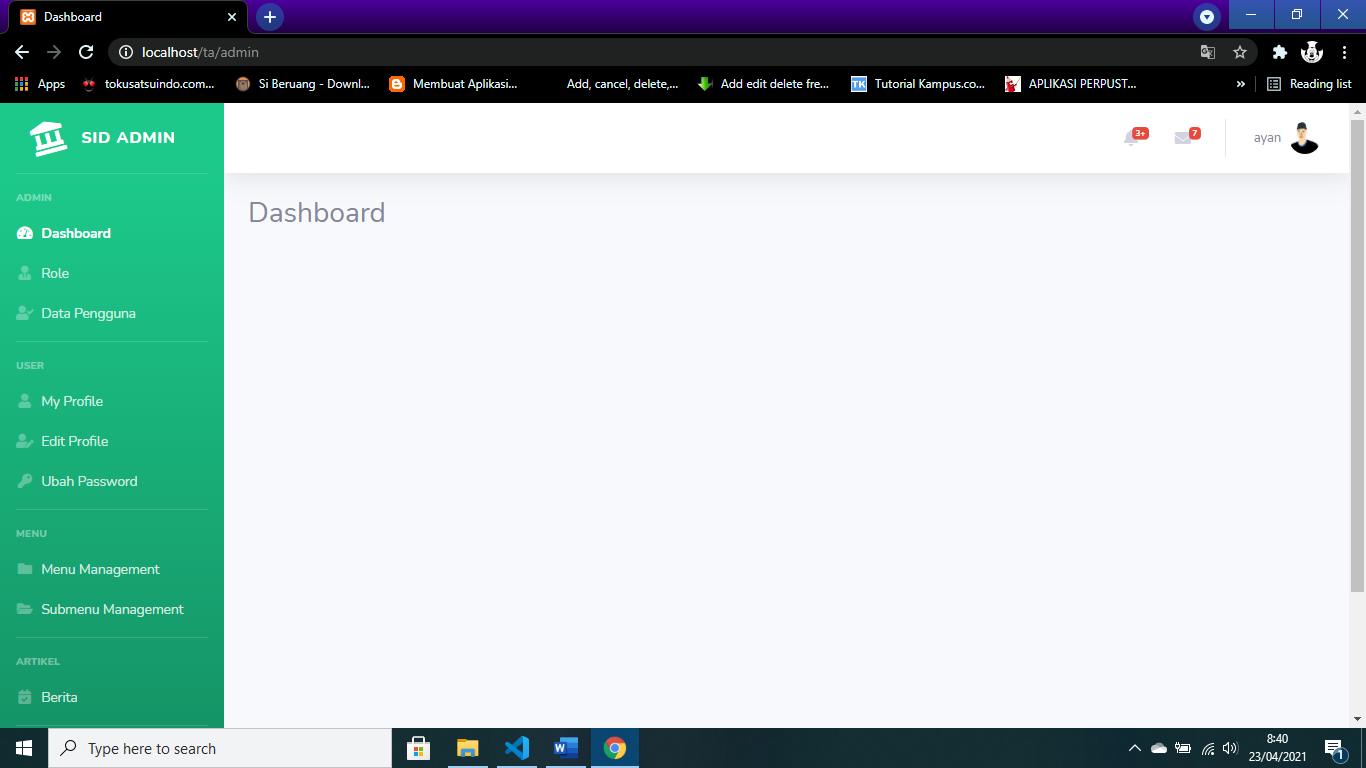 Dashboard
localhost/ta/admin
Apps tokusatsuindo.com... Si Beruang - Downl... Membuat Aplikasi... Add, cancel, delete,... Add edit delete fre... TK Tutorial Kampus.co... APLIKASI PERPUST... » Reading list
SID ADMIN
3+ 7 ayan
ADMIN
Dashboard
Role
Data Pengguna
USER
My Profile
Edit Profile
Ubah Password
MENU
Menu Management
Submenu Management
ARTIKEL
Berita
Dashboard
Type here to search
W
8:40
23/04/2021
1